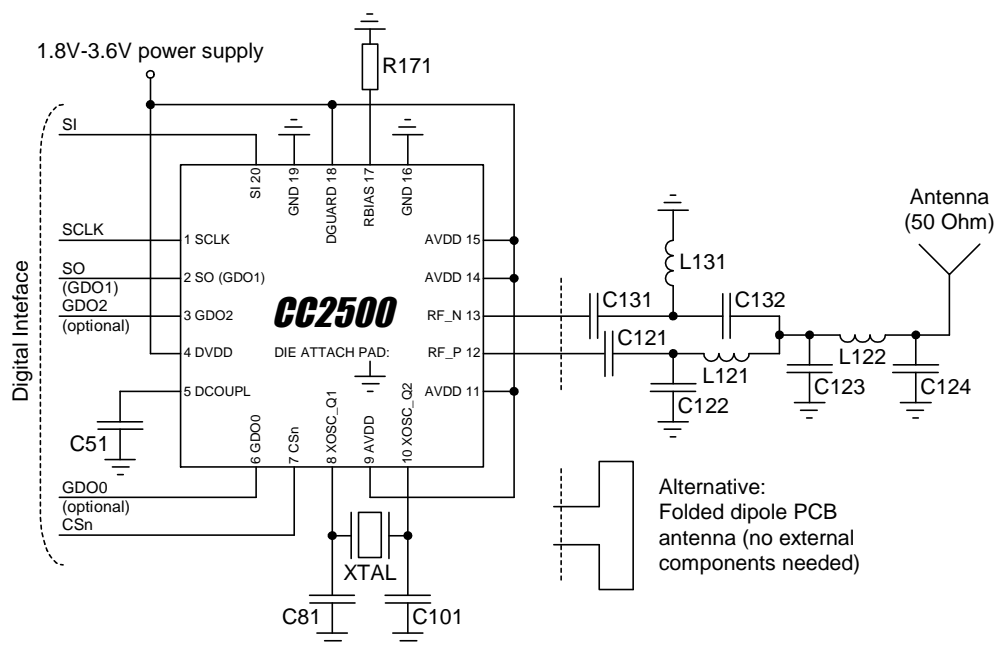 1.8V-3.6V power supply
R171
SI
SI 20
GND 19
DGUARD 18
RBIAS 17
GND 16
Antenna
(50 Ohm)
Digital Inteface
SCLK
1 SCLK
AVDD 15
SO
(GDO1)
2 SO (GDO1)
AVDD 14
L131
GDO2
(optional)
3 GDO2
CC2500
RF_N 13
C131
C132
4 DVDD
DIE ATTACH PAD:
RF_P 12
C121
L121
L122
C123
C124
C122
5 DCOUPL
AVDD 11
C51
6 GDO0
7 CSn
8 XOSC_Q1
9 AVDD
10 XOSC_Q2
GDO0
(optional)
CSn
XTAL
C81
C101
Alternative:
Folded dipole PCB
antenna (no external
components needed)